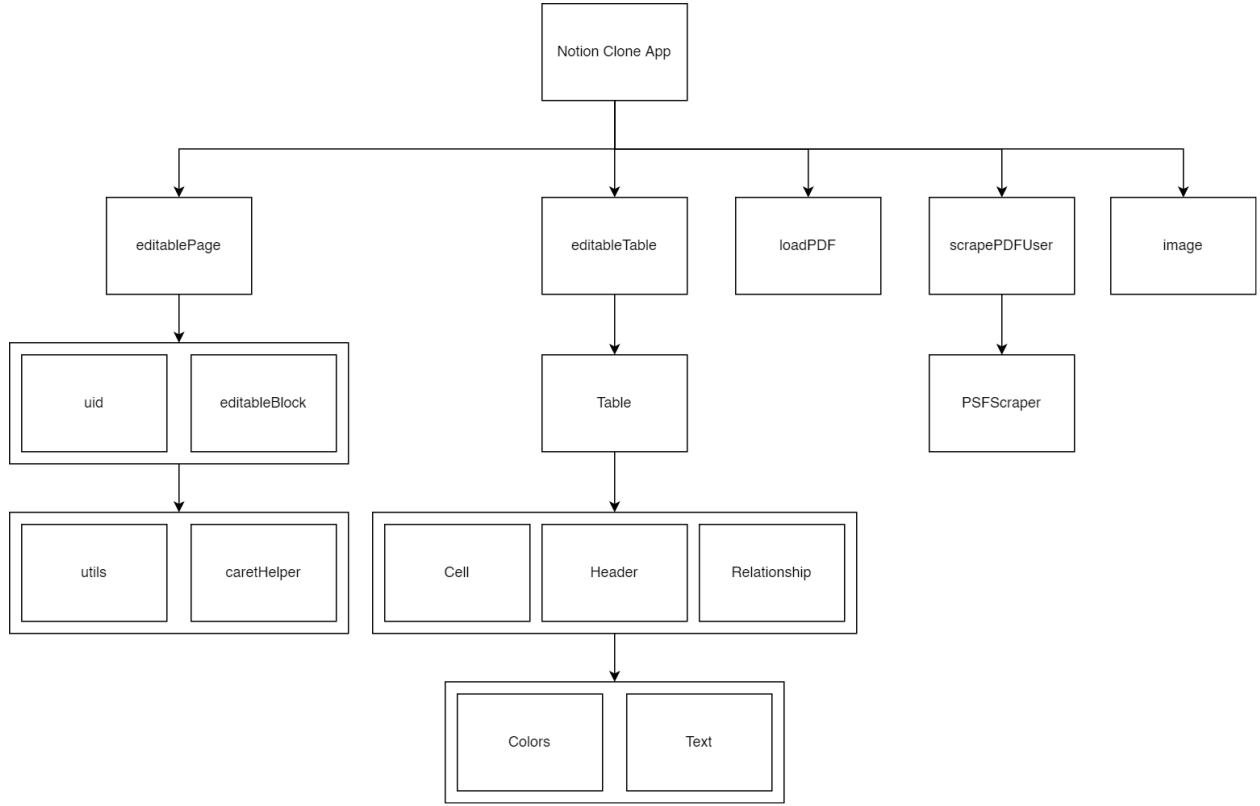 Notion Clone App
editablePage
editableTable
loadPDF
scrapePDFUser
image
uid
editableBlock
Table
PSFScraper
utils
caretHelper
Cell
Header
Relationship
Colors
Text